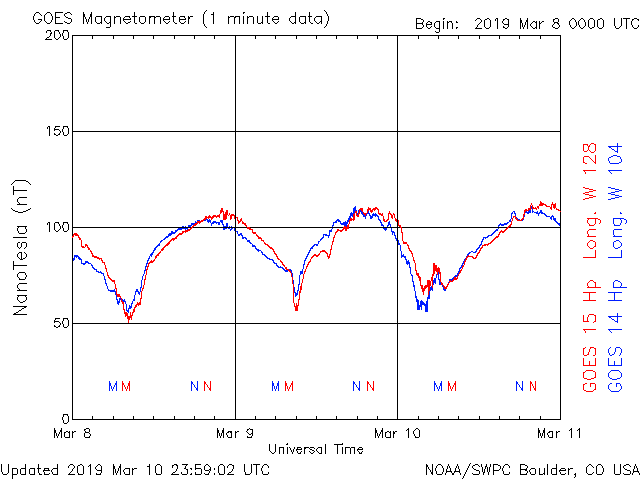 GOES Magnetometer (1 minute data)
Begin: 2019 Mar 8 0000 UTC
200
150
100
50
0
NanoTesla (nT)
M M N N M M N N M M N N
Mar 8 Mar 9 Mar 10 Mar 11
Universal Time
GOES 15 Hp Long. W 128
GOES 14 Hp Long. W 104
Updated 2019 Mar 10 23:59:02 UTC
NOAA/SWPC Boulder, CO USA